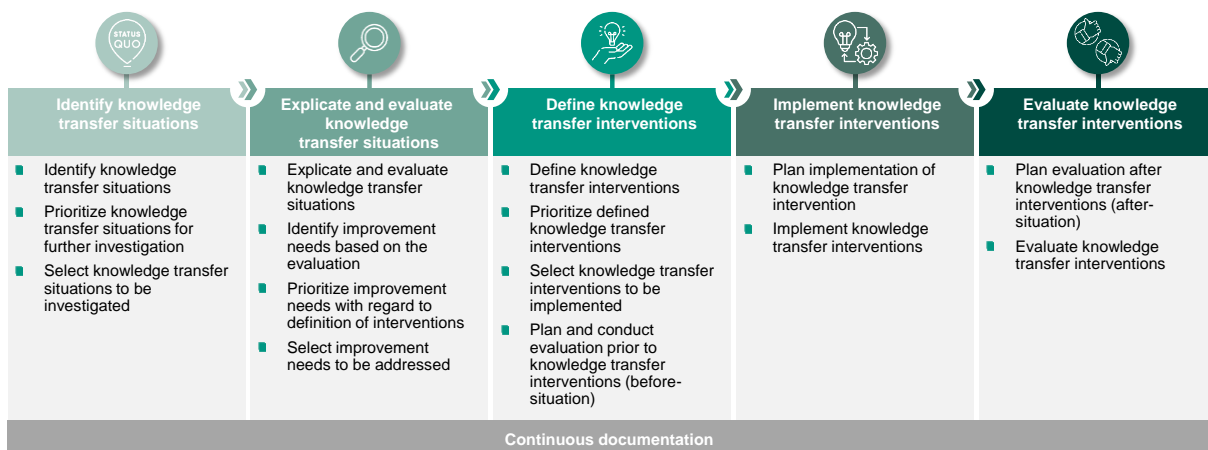 STATUS
QUO
Identify knowledge
transfer situations
Identify knowledge
transfer situations
Prioritize knowledge
transfer situations for
further investigation
Select knowledge transfer
situations to be
investigated
Explicate and evaluate
knowledge
transfer situations
Explicate and evaluate
knowledge transfer
situations
Identify improvement
needs based on the
evaluation
Prioritize improvement
needs with regard to
definition of interventions
Select improvement
needs to be addressed
Define knowledge
transfer interventions
Define knowledge
transfer interventions
Prioritize defined
knowledge transfer
interventions
Select knowledge transfer
interventions to be
implemented
Plan and conduct
evaluation prior to
knowledge transfer
interventions (before-
situation)
Implement knowledge
transfer interventions
Plan implementation of
knowledge transfer
intervention
Implement knowledge
transfer interventions
Evaluate knowledge
transfer interventions
Plan evaluation after
knowledge transfer
interventions (after-
situation)
Evaluate knowledge
transfer interventions
Continuous documentation